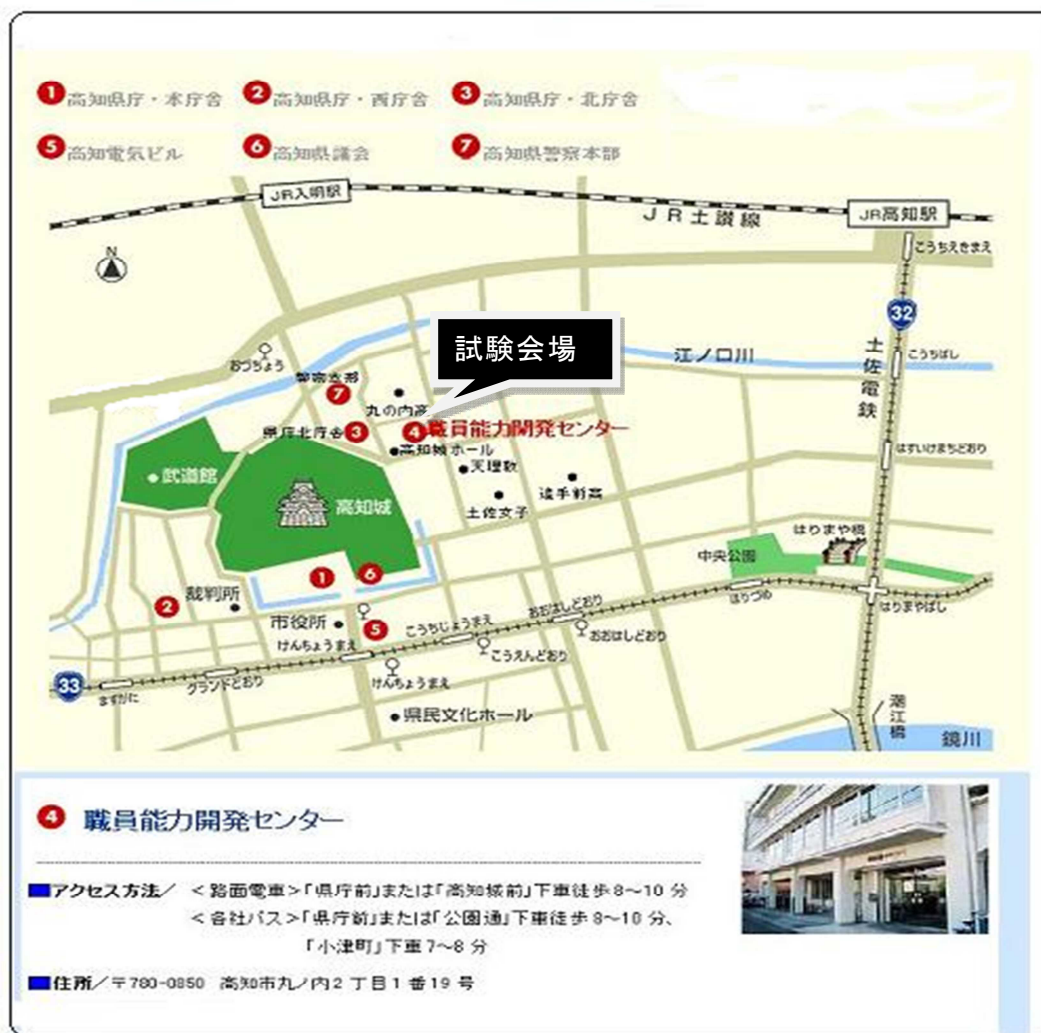 1 高知県庁・本庁舎 2 高知県庁・西庁舎 3 高知県庁・北庁舎
5 高知電気ビル 6 高知県議会 7 高知県警察本部
JR入明駅
JR土讃線
JR高知駅
こうちえきまえ
N
32
試験会場
江ノ口川
土佐電鉄
こうちばし
おづちょう
警察本部
7
丸の内高
県庁北庁舎 3
4 職員能力開発センター
高知城ホール
天理教
はすいけまちどおり
武道館
高知城
土佐女子
追手前高
はりまや橋
中央公園
1
6
2
裁判所
市役所
5
けんちょうまえ
こうちじょうまえ
おおはしどおり
はりづめ
はりまやばし
おおはしどおり
こうえんどおり
けんちょうまえ
33
ますがた
グランドどおり
県民文化ホール
潮江橋
鏡川
4 職員能力開発センター
■アクセス方法/ <路面電車>「県庁前」または「高知城前」下車徒歩8~10 分
<各社バス>「県庁前」または「公園通」下車徒歩8~10 分、
「小津町」下車7~8 分
■住所/〒780-0850 高知市丸ノ内2 丁目1 番19 号